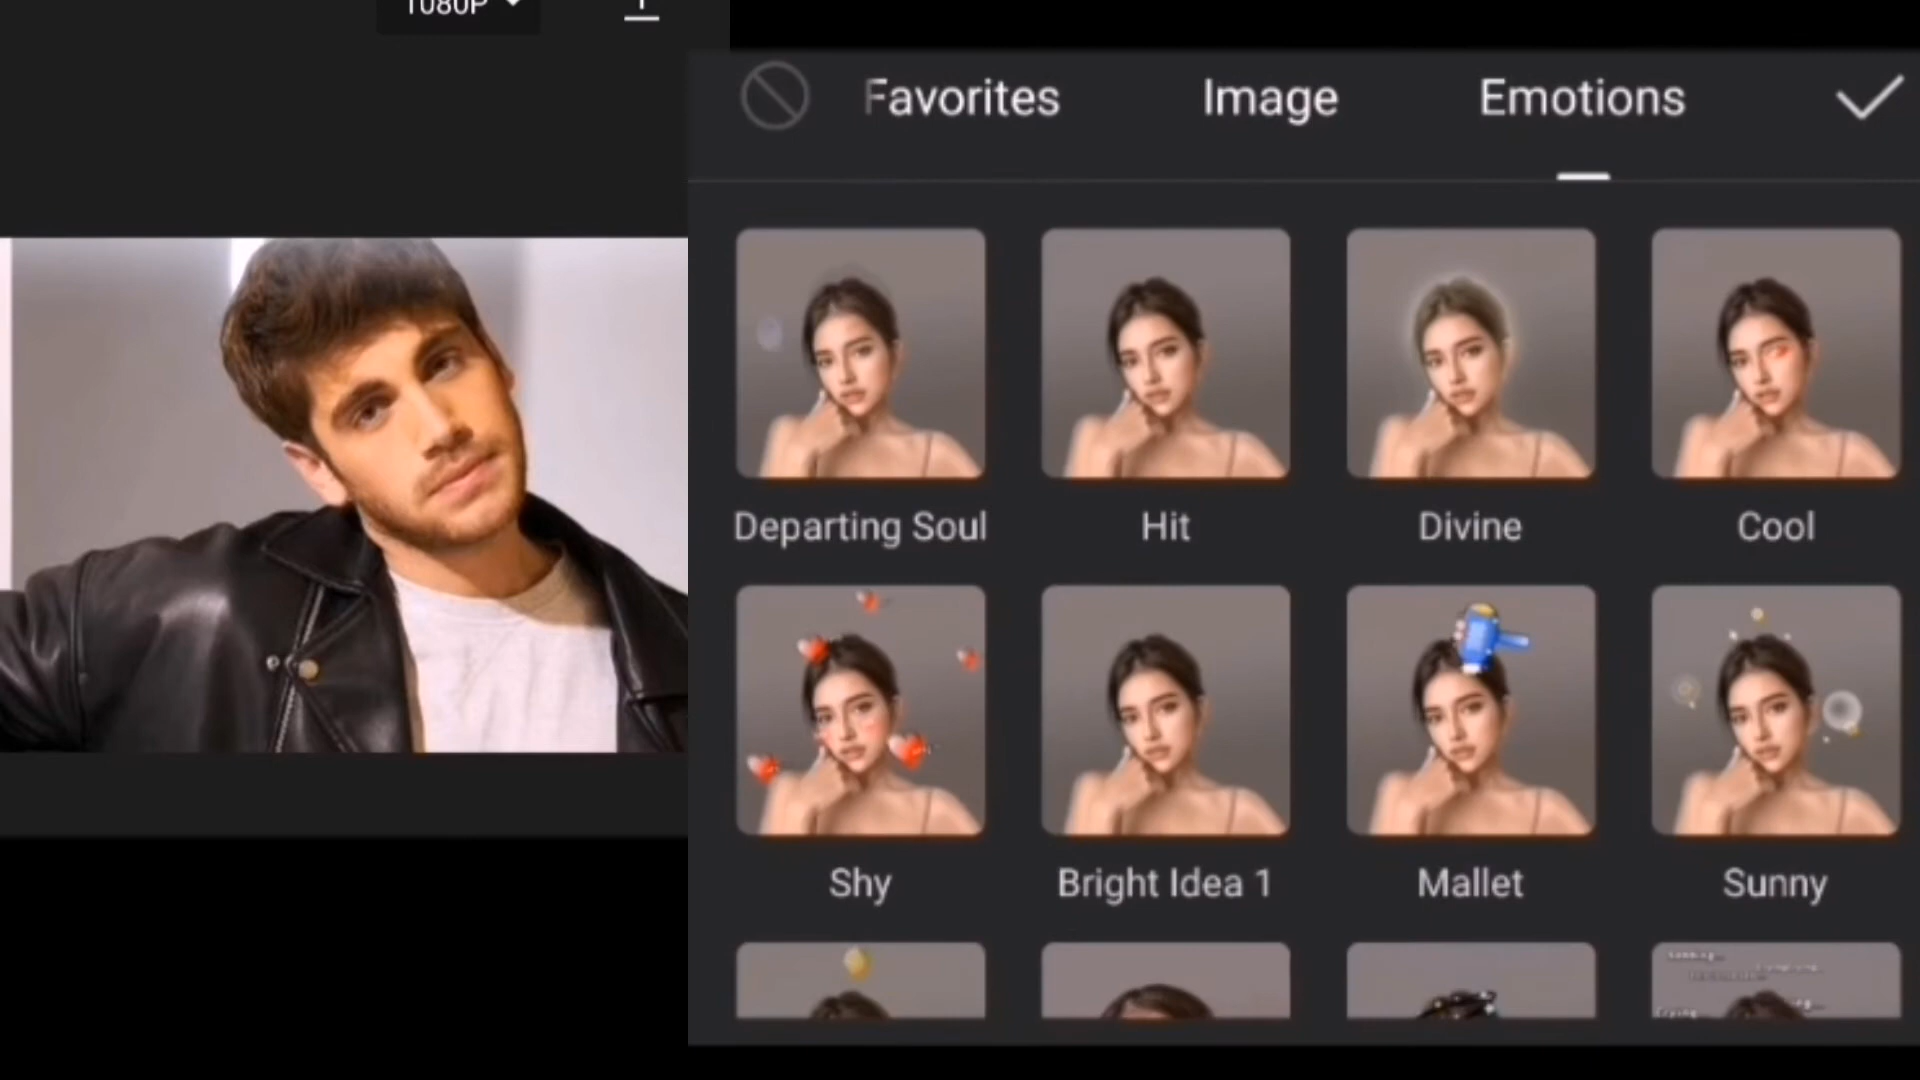 1080P
Favorites Image Emotions
Departing Soul Hit Divine Cool
Shy Bright Idea 1 Mallet Sunny